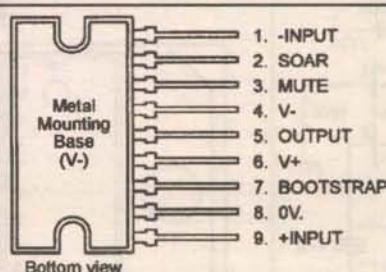 Metal
Mounting
Base
(V-)
1. -INPUT
2. SOAR
3. MUTE
4. V-
5. OUTPUT
6. V+
7. BOOTSTRAP
8. 0V.
9. +INPUT
Bottom view